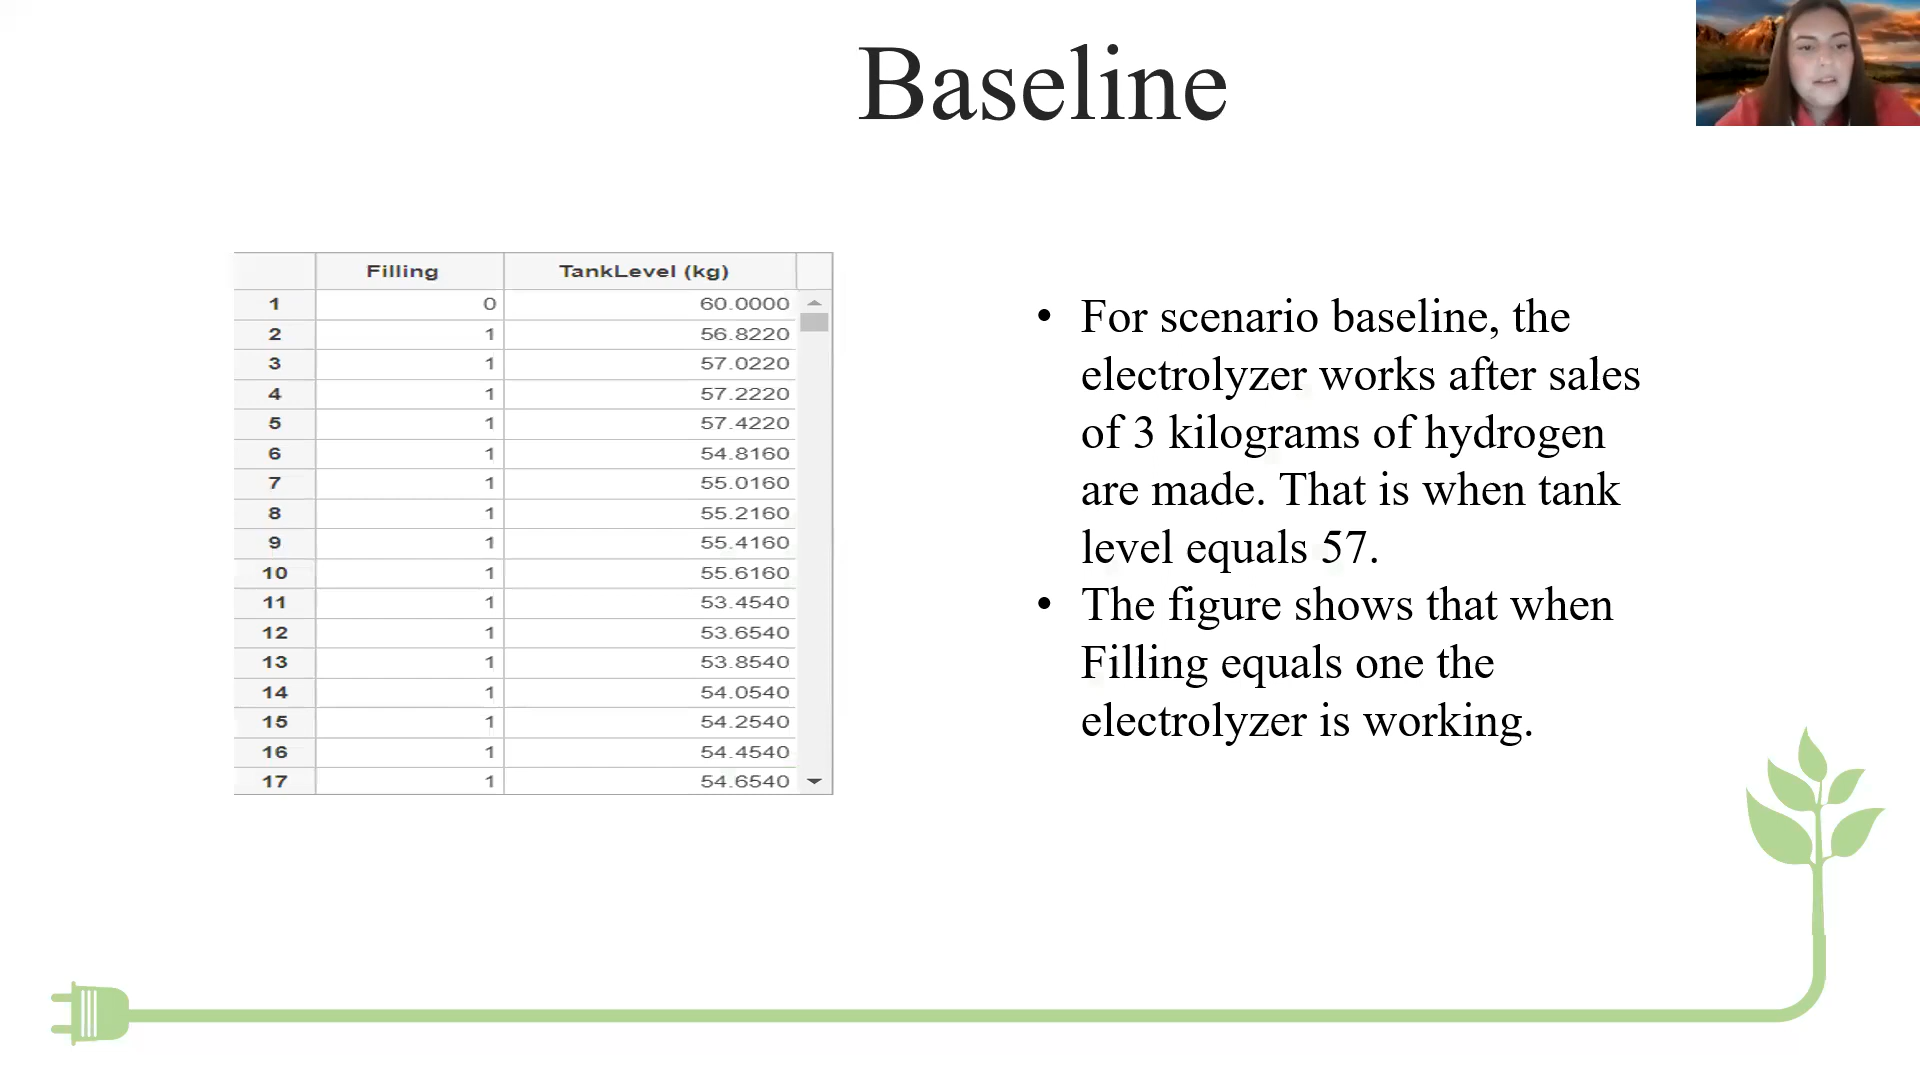 Baseline
Filling TankLevel (kg)
1 0 60.0000
2 1 56.8220
3 1 57.0220
4 1 57.2220
5 1 57.4220
6 1 54.8160
7 1 55.0160
8 1 55.2160
9 1 55.4160
10 1 55.6160
11 1 53.4540
12 1 53.6540
13 1 53.8540
14 1 54.0540
15 1 54.2540
16 1 54.4540
17 1 54.6540
• For scenario baseline, the
electrolyzer works after sales
of 3 kilograms of hydrogen
are made. That is when tank
level equals 57.
• The figure shows that when
Filling equals one the
electrolyzer is working.